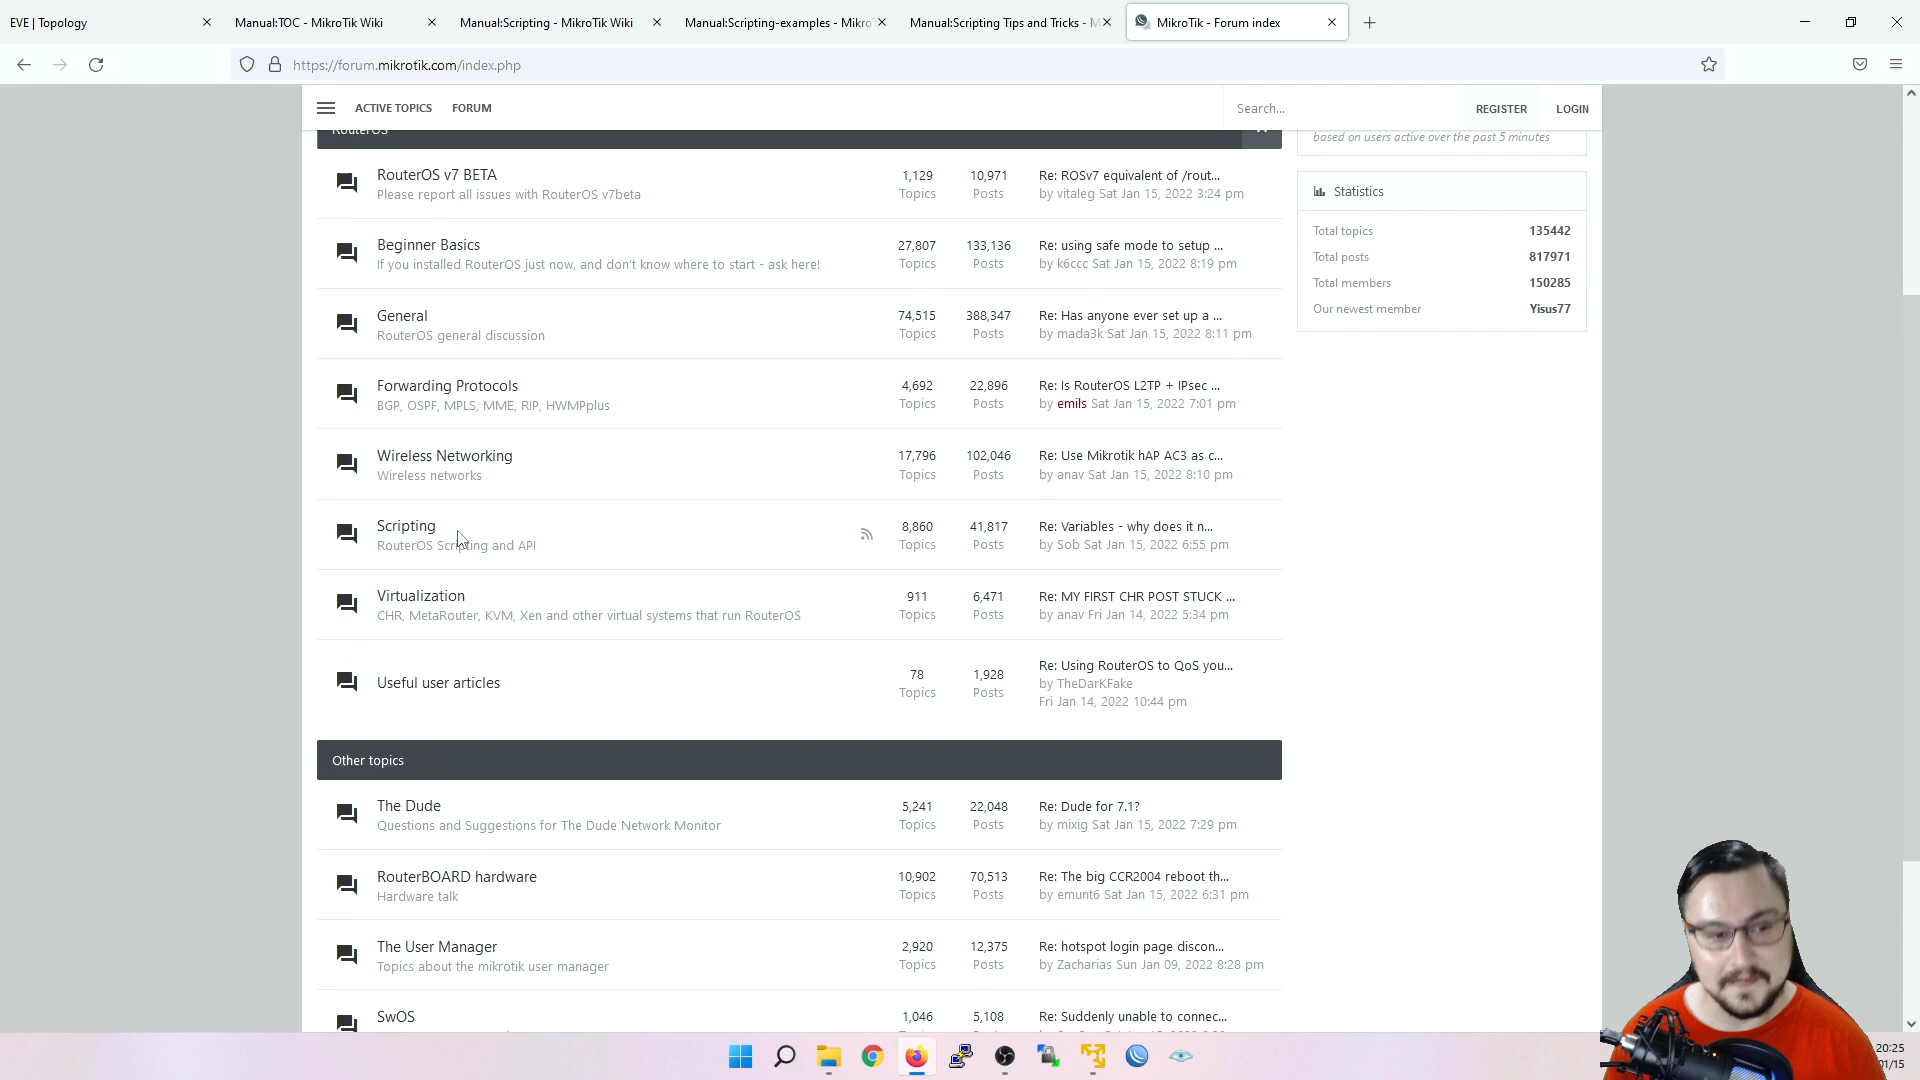 EVE | Topology
Manual:TOC - MikroTik Wiki
Manual:Scripting - MikroTik Wiki
Manual:Scripting-examples - Mikro
Manual:Scripting Tips and Tricks - M
MikroTik - Forum index
https://forum.mikrotik.com/index.php
ACTIVE TOPICS
FORUM
Search...
REGISTER
LOGIN
RouterOS
based on users active over the past 5 minutes
RouterOS v7 BETA
Please report all issues with RouterOS v7beta
1,129
Topics
10,971
Posts
Re: ROSv7 equivalent of /rout...
by vitaleg Sat Jan 15, 2022 3:24 pm
Beginner Basics
If you installed RouterOS just now, and don't know where to start - ask here!
27,807
Topics
133,136
Posts
Re: using safe mode to setup ...
by k6ccc Sat Jan 15, 2022 8:19 pm
General
RouterOS general discussion
74,515
Topics
388,347
Posts
Re: Has anyone ever set up a ...
by mada3k Sat Jan 15, 2022 8:11 pm
Forwarding Protocols
BGP, OSPF, MPLS, MME, RIP, HWMPplus
4,692
Topics
22,896
Posts
Re: Is RouterOS L2TP + IPsec ...
by emils Sat Jan 15, 2022 7:01 pm
Wireless Networking
Wireless networks
17,796
Topics
102,046
Posts
Re: Use Mikrotik hAP AC3 as c...
by anav Sat Jan 15, 2022 8:10 pm
Scripting
RouterOS Scripting and API
8,860
Topics
41,817
Posts
Re: Variables - why does it n...
by Sob Sat Jan 15, 2022 6:55 pm
Virtualization
CHR, MetaRouter, KVM, Xen and other virtual systems that run RouterOS
911
Topics
6,471
Posts
Re: MY FIRST CHR POST STUCK ...
by anav Fri Jan 14, 2022 5:34 pm
Useful user articles
78
Topics
1,928
Posts
Re: Using RouterOS to QoS you...
by TheDarKFake
Fri Jan 14, 2022 10:44 pm
Statistics
Total topics 135442
Total posts 817971
Total members 150285
Our newest member Yisus77
Other topics
The Dude
Questions and Suggestions for The Dude Network Monitor
5,241
Topics
22,048
Posts
Re: Dude for 7.1?
by mixig Sat Jan 15, 2022 7:29 pm
RouterBOARD hardware
Hardware talk
10,902
Topics
70,513
Posts
Re: The big CCR2004 reboot th...
by emunt6 Sat Jan 15, 2022 6:31 pm
The User Manager
Topics about the mikrotik user manager
2,920
Topics
12,375
Posts
Re: hotspot login page discon...
by Zacharias Sun Jan 09, 2022 8:28 pm
SwOS
1,046
5,108
Re: Suddenly unable to connec...
20:25
01/15